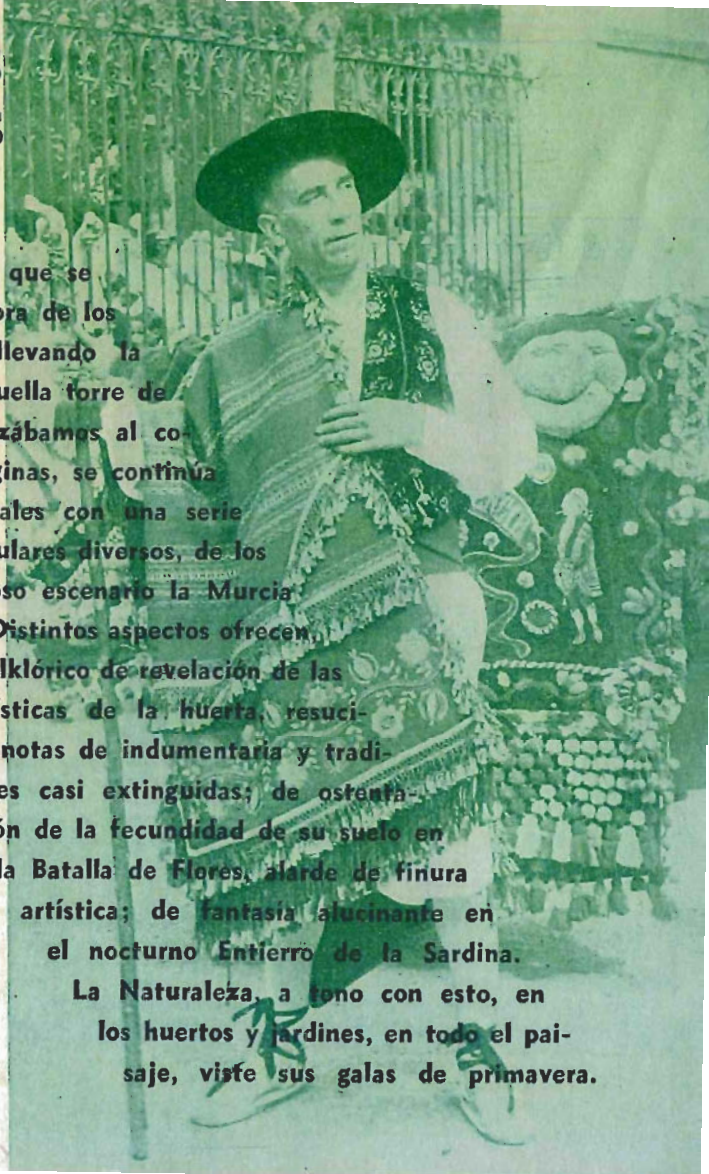 que se
ora de los
llevando la
uella torre de
zábamos al co-
ginas, se continúa
ales con una serie
ulares diversos, de los
oso escenario la Murcia
Distintos aspectos ofrecen,
lklórico de revelación de las
sticas de la huerta, resuci-
notas de indumentaria y tradi-
es casi extinguidas; de ostenta-
ón de la fecundidad de su suelo en
la Batalla de Flores, alarde de finura
artística; de fantasía alucinante en
el nocturno Entierro de la Sardina.
La Naturaleza, a tono con esto, en
los huertos y jardines, en todo el pai-
saje, viste sus galas de primavera.